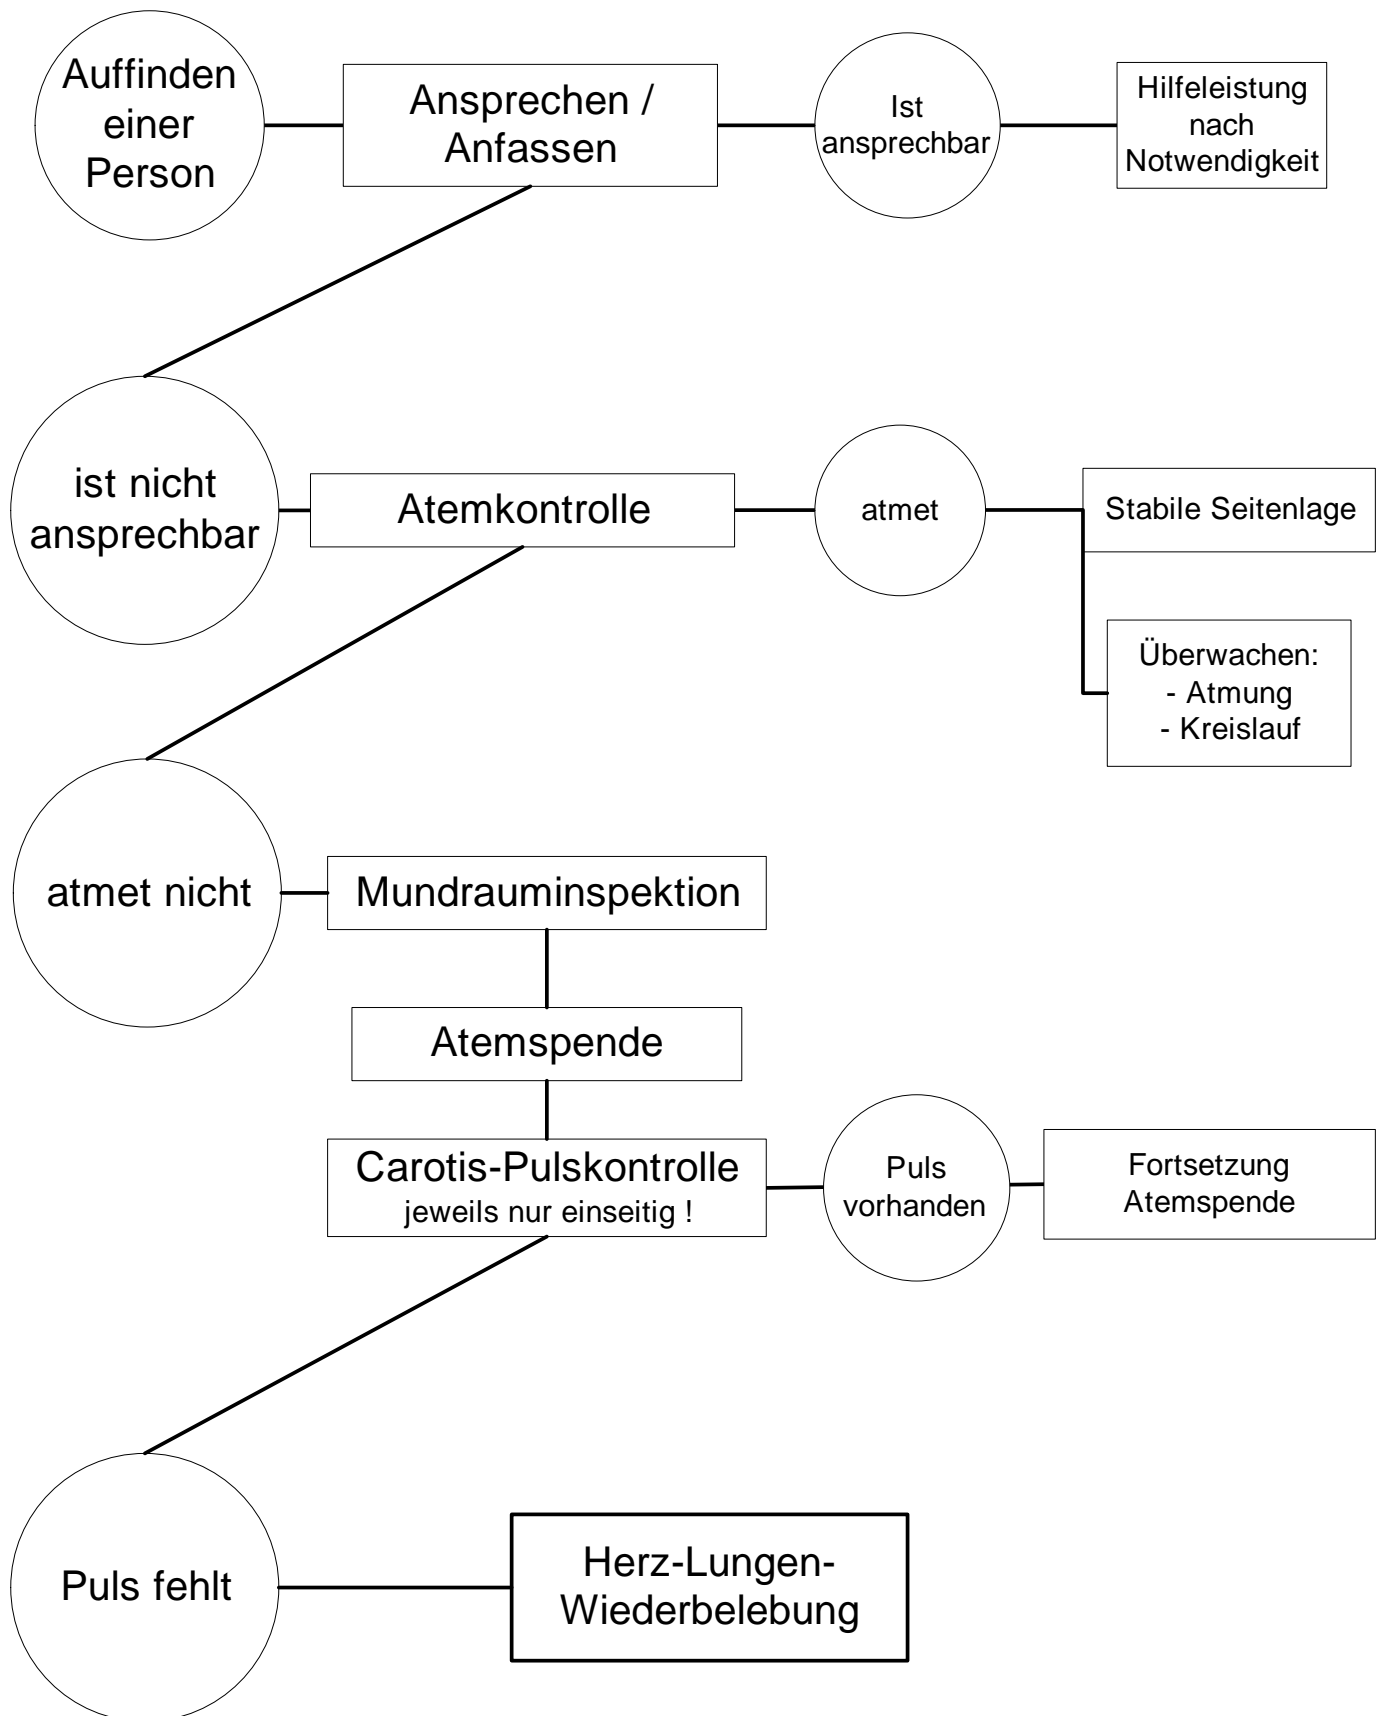 Auffinden
einer
Person
Ansprechen /
Anfassen
Ist
ansprechbar
Hilfeleistung
nach
Notwendigkeit
ist nicht
ansprechbar
Atemkontrolle
atmet
Stabile Seitenlage
Überwachen:
- Atmung
- Kreislauf
atmet nicht
Mundrauminspektion
Atemspende
Carotis-Pulskontrolle
jeweils nur einseitig !
Puls
vorhanden
Fortsetzung
Atemspende
Puls fehlt
Herz-Lungen-
Wiederbelebung